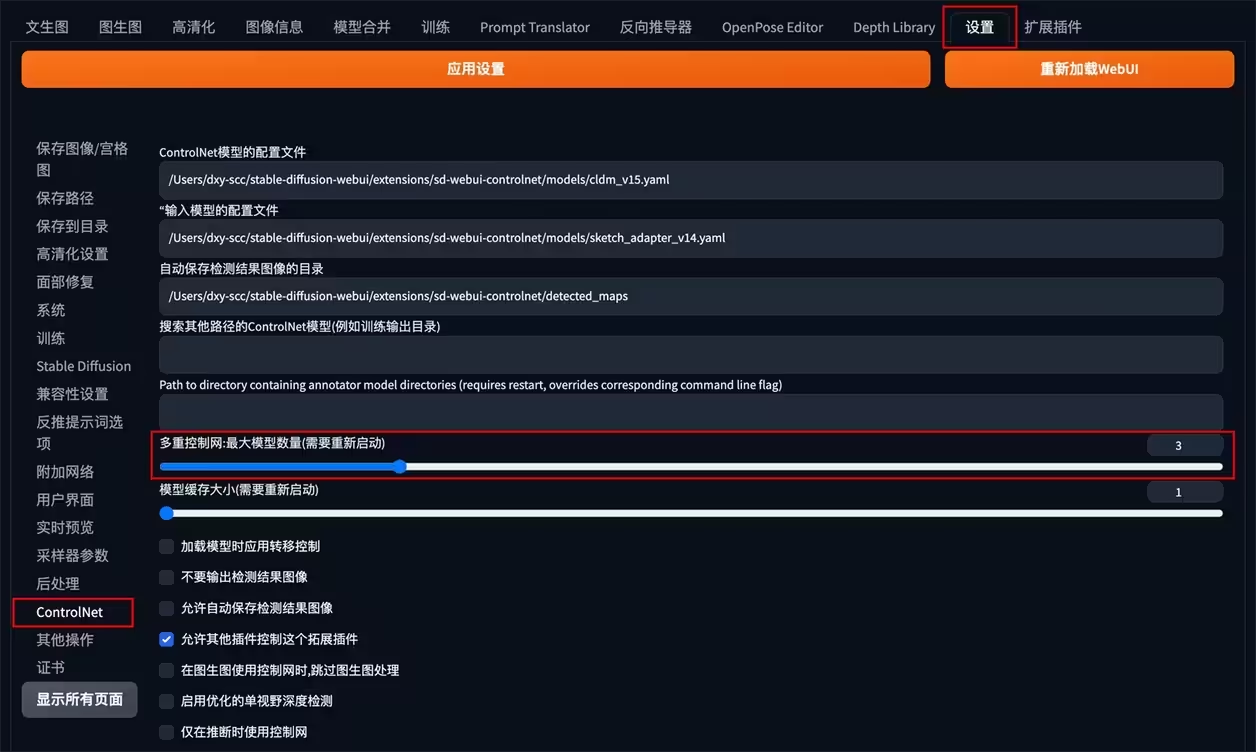 文生图 图生图 高清化 图像信息 模型合并 训练 Prompt Translator 反向推导器 OpenPose Editor Depth Library 设置 扩展插件
应用设置 重新加载WebUI
保存图像/宫格
图
保存路径
保存到目录
高清化设置
面部修复
系统
训练
Stable Diffusion
兼容性设置
反推提示词选
项
附加网络
用户界面
实时预览
采样器参数
后处理
ControlNet
其他操作
证书
显示所有页面
ControlNet模型的配置文件
/Users/dxy-scc/stable-diffusion-webui/extensions/sd-webui-controlnet/models/cldm_v15.yaml
“输入模型的配置文件
/Users/dxy-scc/stable-diffusion-webui/extensions/sd-webui-controlnet/models/sketch_adapter_v14.yaml
自动保存检测结果图像的目录
/Users/dxy-scc/stable-diffusion-webui/extensions/sd-webui-controlnet/detected_maps
搜索其他路径的ControlNet模型(例如训练输出目录)
Path to directory containing annotator model directories (requires restart, overrides corresponding command line flag)
多重控制网:最大模型数量(需要重新启动) 3
模型缓存大小(需要重新启动) 1
加载模型时应用转移控制
不要输出检测结果图像
允许自动保存检测结果图像
允许其他插件控制这个拓展插件
在图生图使用控制网时,跳过图生图处理
启用优化的单视野深度检测
仅在推断时使用控制网